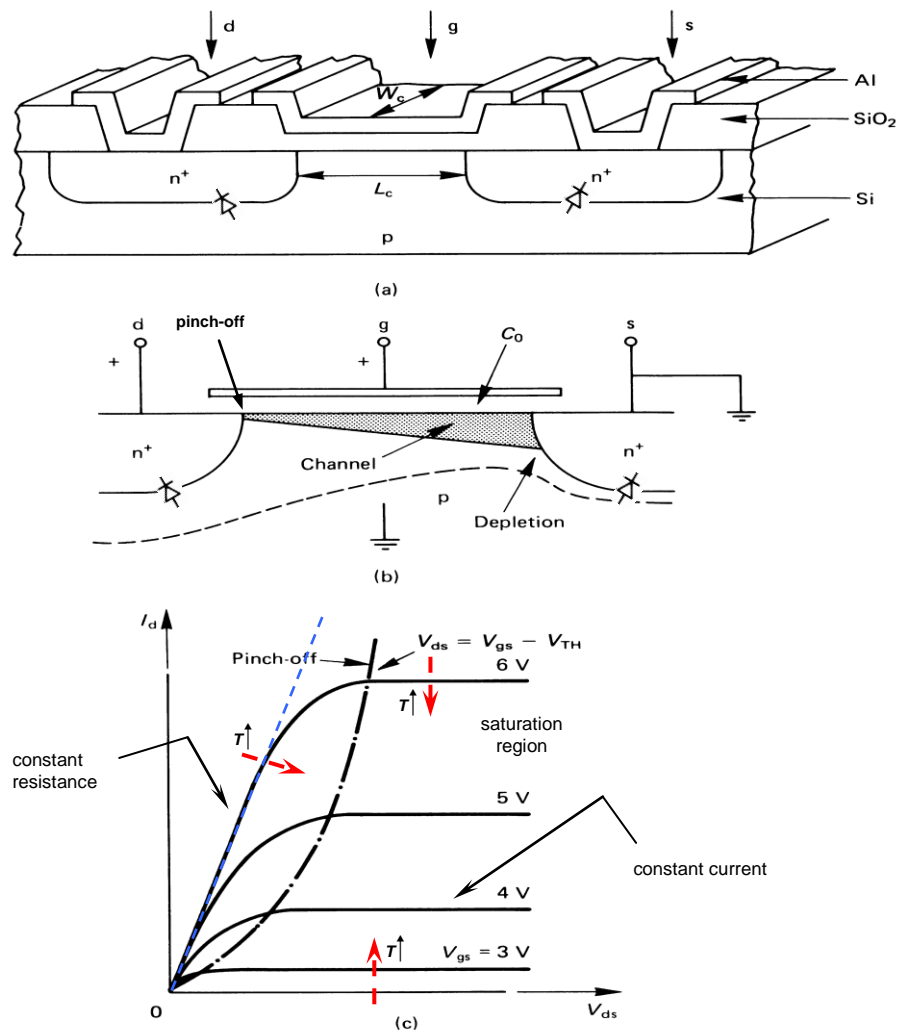 d g s
W_c
Al
SiO₂
n⁺ L_c n⁺
Si
p
(a)
d pinch-off g C₀ s
+ +
n⁺ n⁺
Channel
p
Depletion
(b)
I_d
V_ds = V_gs − V_TH
Pinch-off
6 V
T↑
T↑
saturation
region
constant
resistance
5 V
constant current
4 V
T↑ V_gs = 3 V
0
V_ds
(c)